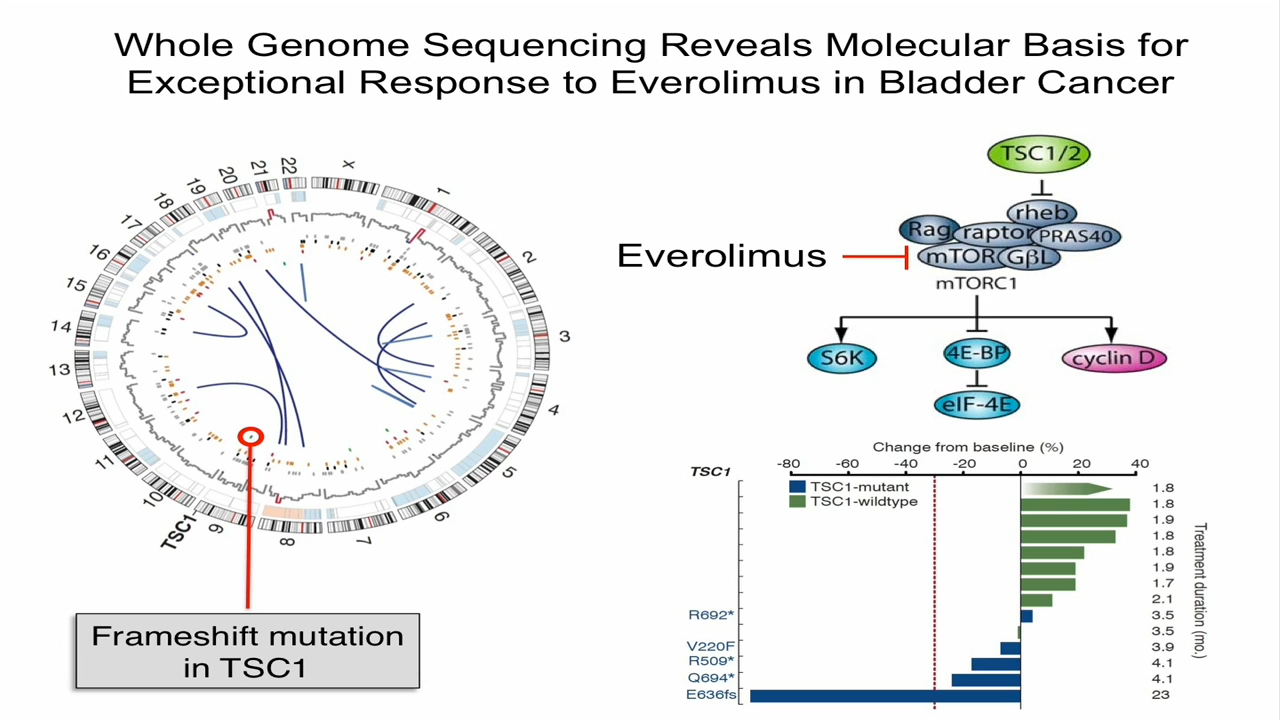 Whole Genome Sequencing Reveals Molecular Basis for
Exceptional Response to Everolimus in Bladder Cancer
X
1
2
3
4
5
6
7
8
9
10
11
12
13
14
15
16
17
18
19
20
21
22
TSC1
Frameshift mutation
in TSC1
TSC1/2
rheb
Rag raptor PRAS40
mTOR GβL
mTORC1
Everolimus
S6K
4E-BP
cyclin D
eIF-4E
Change from baseline (%)
TSC1
-80 -60 -40 -20 0 20 40
TSC1-mutant
TSC1-wildtype
1.8
1.8
1.9
1.8
1.8
1.9
1.7
2.1
R692* 3.5
3.5
V220F 3.9
R509* 4.1
Q694* 4.1
E636fs 23
Treatment duration (mo.)